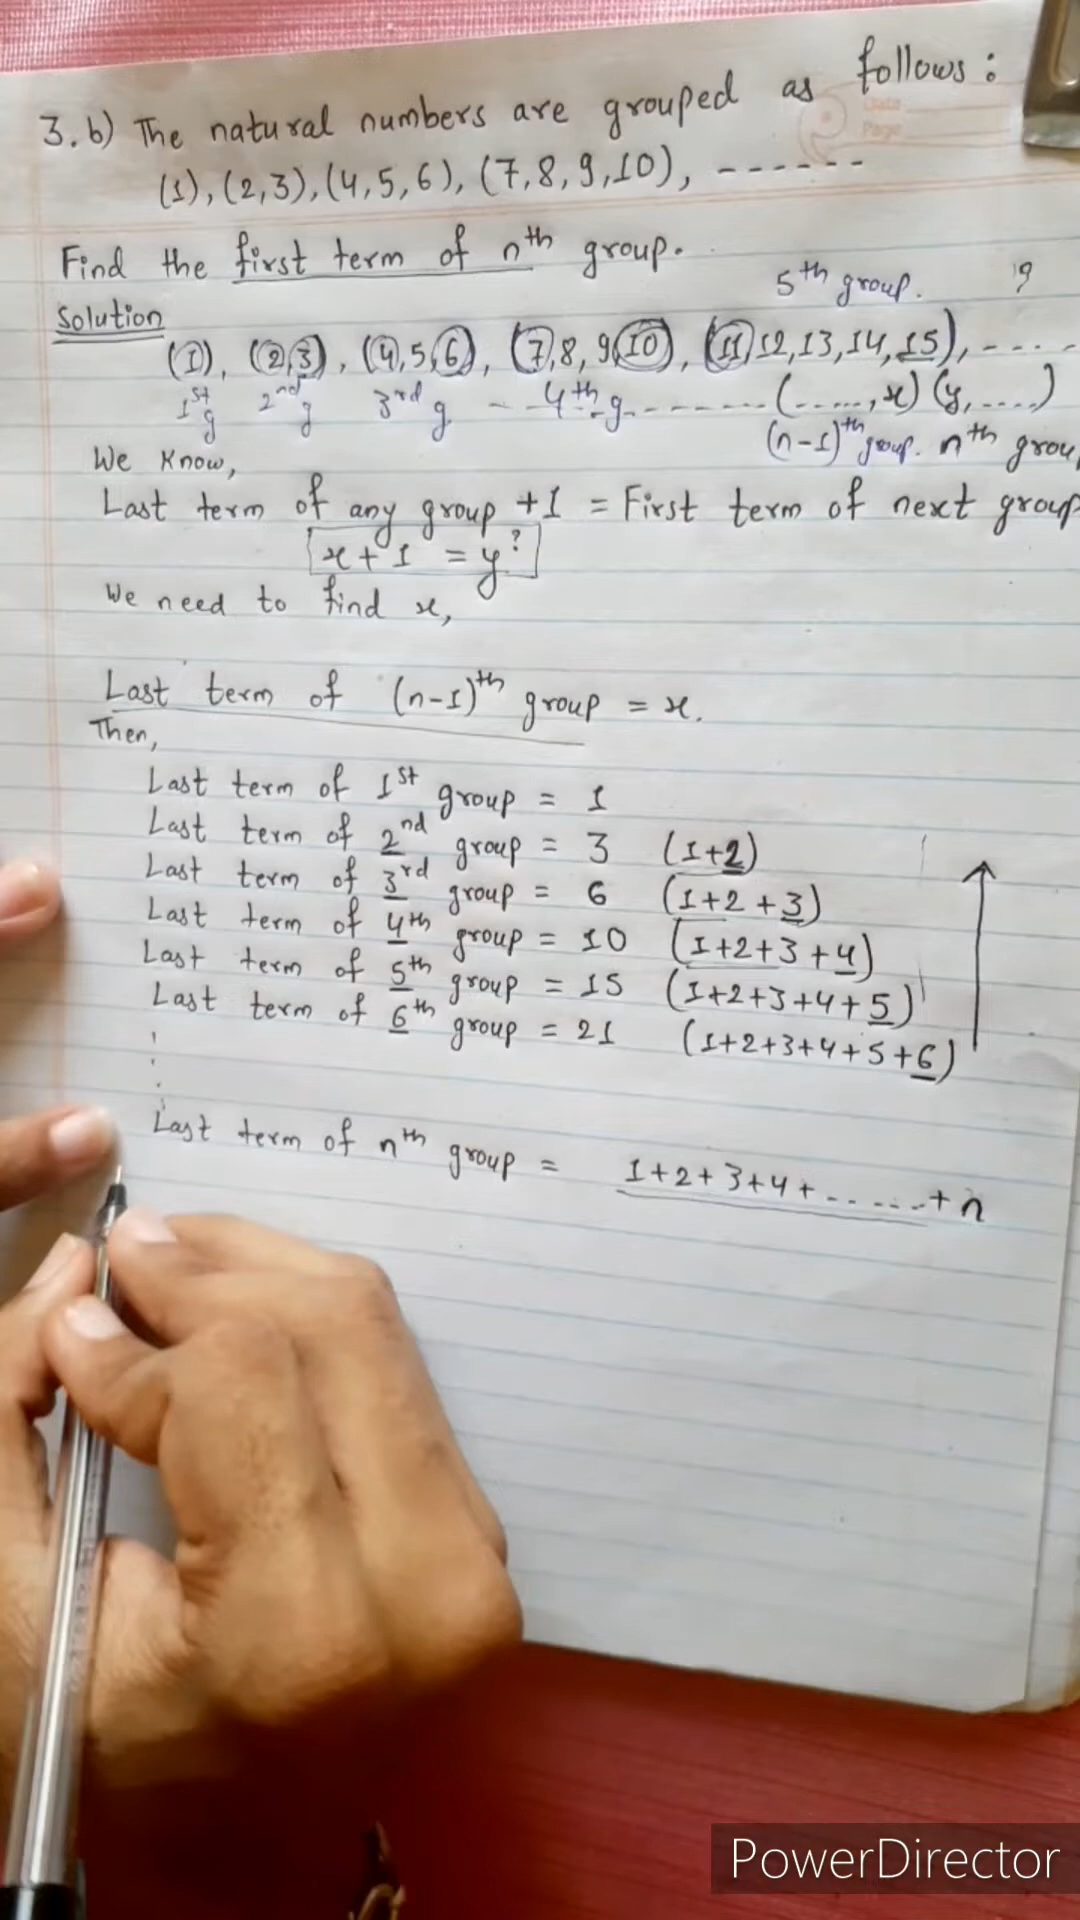 3. b) The natural numbers are grouped as follows :
(1), (2,3), (4,5,6), (7,8,9,10), ------
Date
Page
Find the first term of nth group.
5th group.
Solution
(1), (2,3), (4,5,6), (7,8,9,10), (11,12,13,14,15), ----
1st g 2nd g 3rd g -- 4th g ------- (......, x) (y, ....)
(n-1)th group. nth grou
We Know,
Last term of any group +1 = First term of next group
x + 1 = y?
We need to find x,
Last term of (n-1)th group = x.
Then,
Last term of 1st group = 1
Last term of 2nd group = 3 (1+2)
Last term of 3rd group = 6 (1+2+3)
Last term of 4th group = 10 (1+2+3+4)
Last term of 5th group = 15 (1+2+3+4+5)
Last term of 6th group = 21 (1+2+3+4+5+6)
Last term of nth group = 1+2+3+4+......+n
PowerDirector